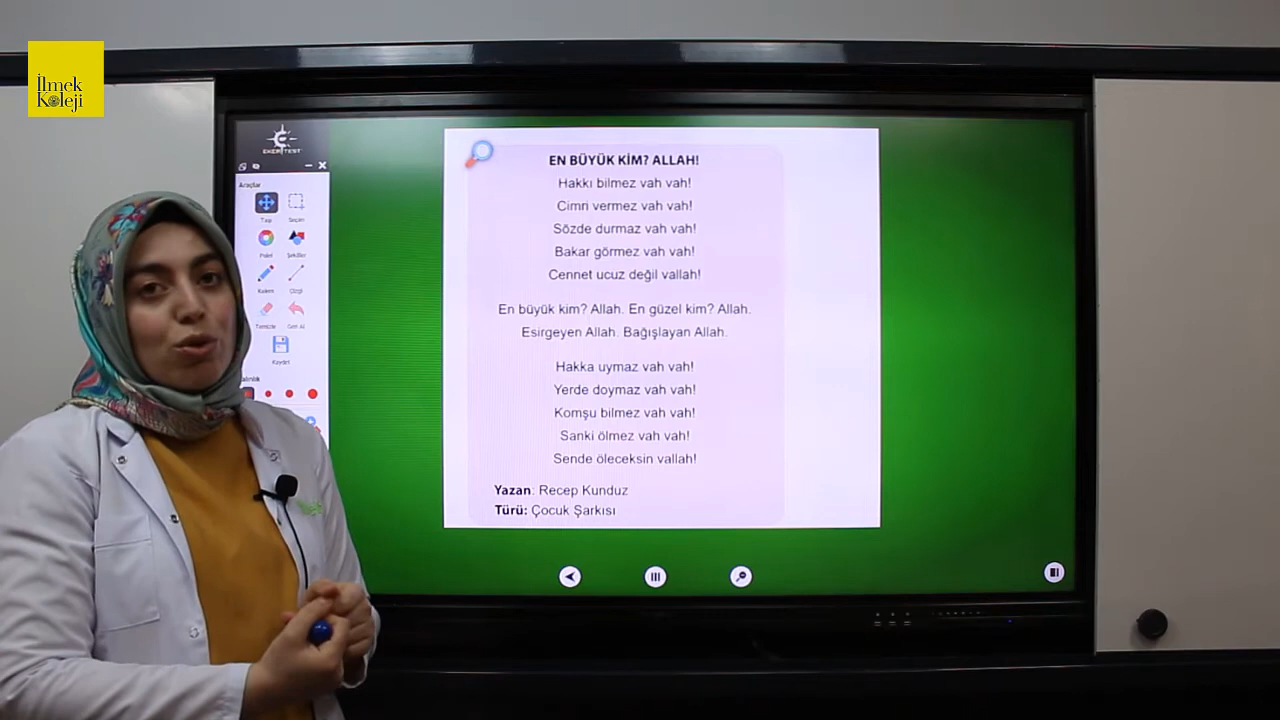 İlmek
Koleji
EKER TEST
Araçlar
Taşı
Seçim
Palet
Şekiller
Kalem
Çizgi
Temizle
Geri Al
Kaydet
EN BÜYÜK KİM? ALLAH!
Hakkı bilmez vah vah!
Cimri vermez vah vah!
Sözde durmaz vah vah!
Bakar görmez vah vah!
Cennet ucuz değil vallah!
En büyük kim? Allah. En güzel kim? Allah.
Esirgeyen Allah. Bağışlayan Allah.
Hakka uymaz vah vah!
Yerde doymaz vah vah!
Komşu bilmez vah vah!
Sanki ölmez vah vah!
Sende öleceksin vallah!
Yazan: Recep Kunduz
Türü: Çocuk Şarkısı